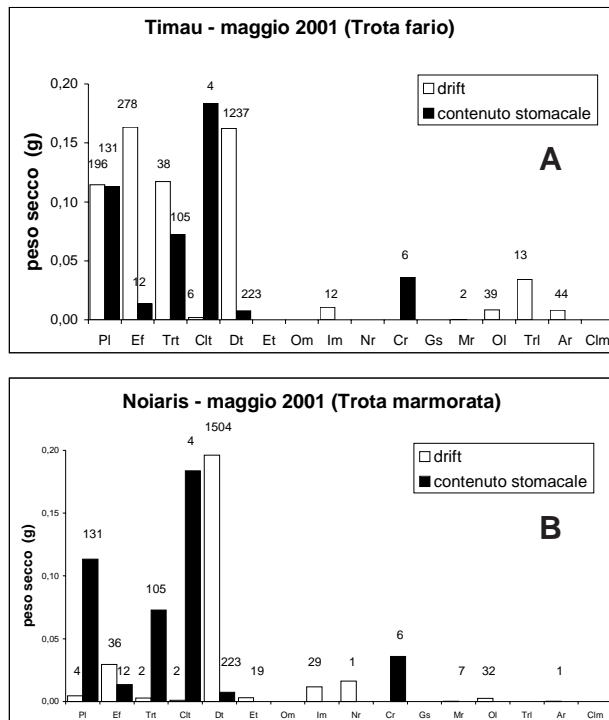 Timau - maggio 2001 (Trota fario)
peso secco (g)
0,20
0,15
0,10
0,05
0,00
drift
contenuto stomacale
A
196 131 278 12 38 105 6 4 1237 223 12 6 2 39 13 44
Pl Ef Trt Clt Dt Et Om Im Nr Cr Gs Mr Ol Trl Ar Clm
Noiaris - maggio 2001 (Trota marmorata)
peso secco (g)
0,20
0,15
0,10
0,05
0,00
drift
contenuto stomacale
B
4 131 36 12 2 105 2 4 1504 223 19 29 1 6 7 32 1
Pl Ef Trt Clt Dt Et Om Im Nr Cr Gs Mr Ol Trl Ar Clm